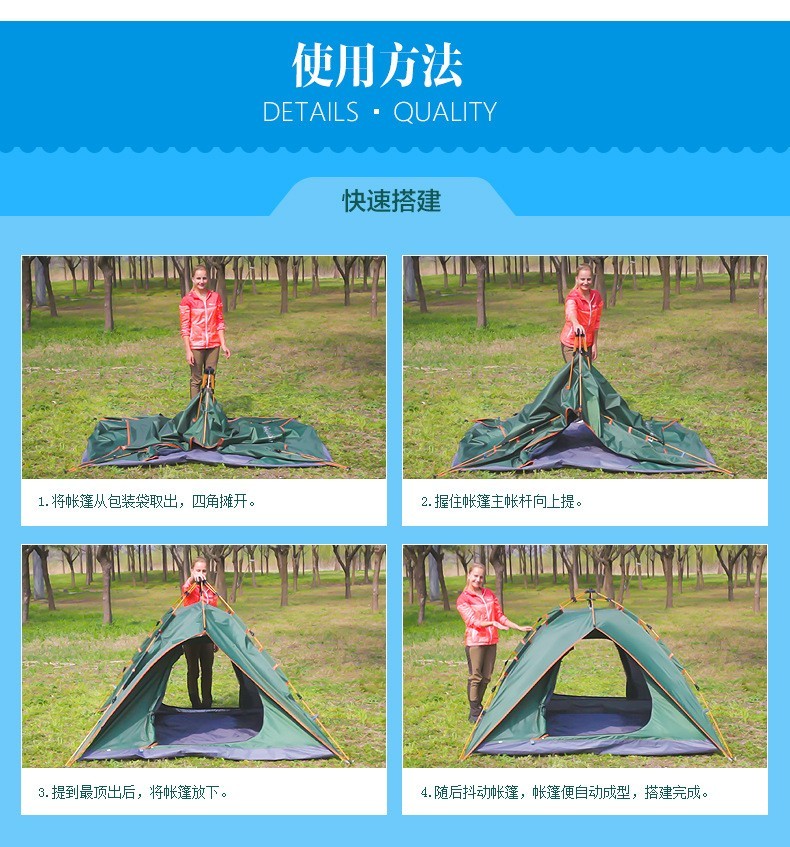 使用方法
DETAILS · QUALITY
快速搭建
1.将帐篷从包装袋取出，四角摊开。
2.握住帐篷主帐杆向上提。
3.提到最顶出后，将帐篷放下。
4.随后抖动帐篷，帐篷便自动成型，搭建完成。